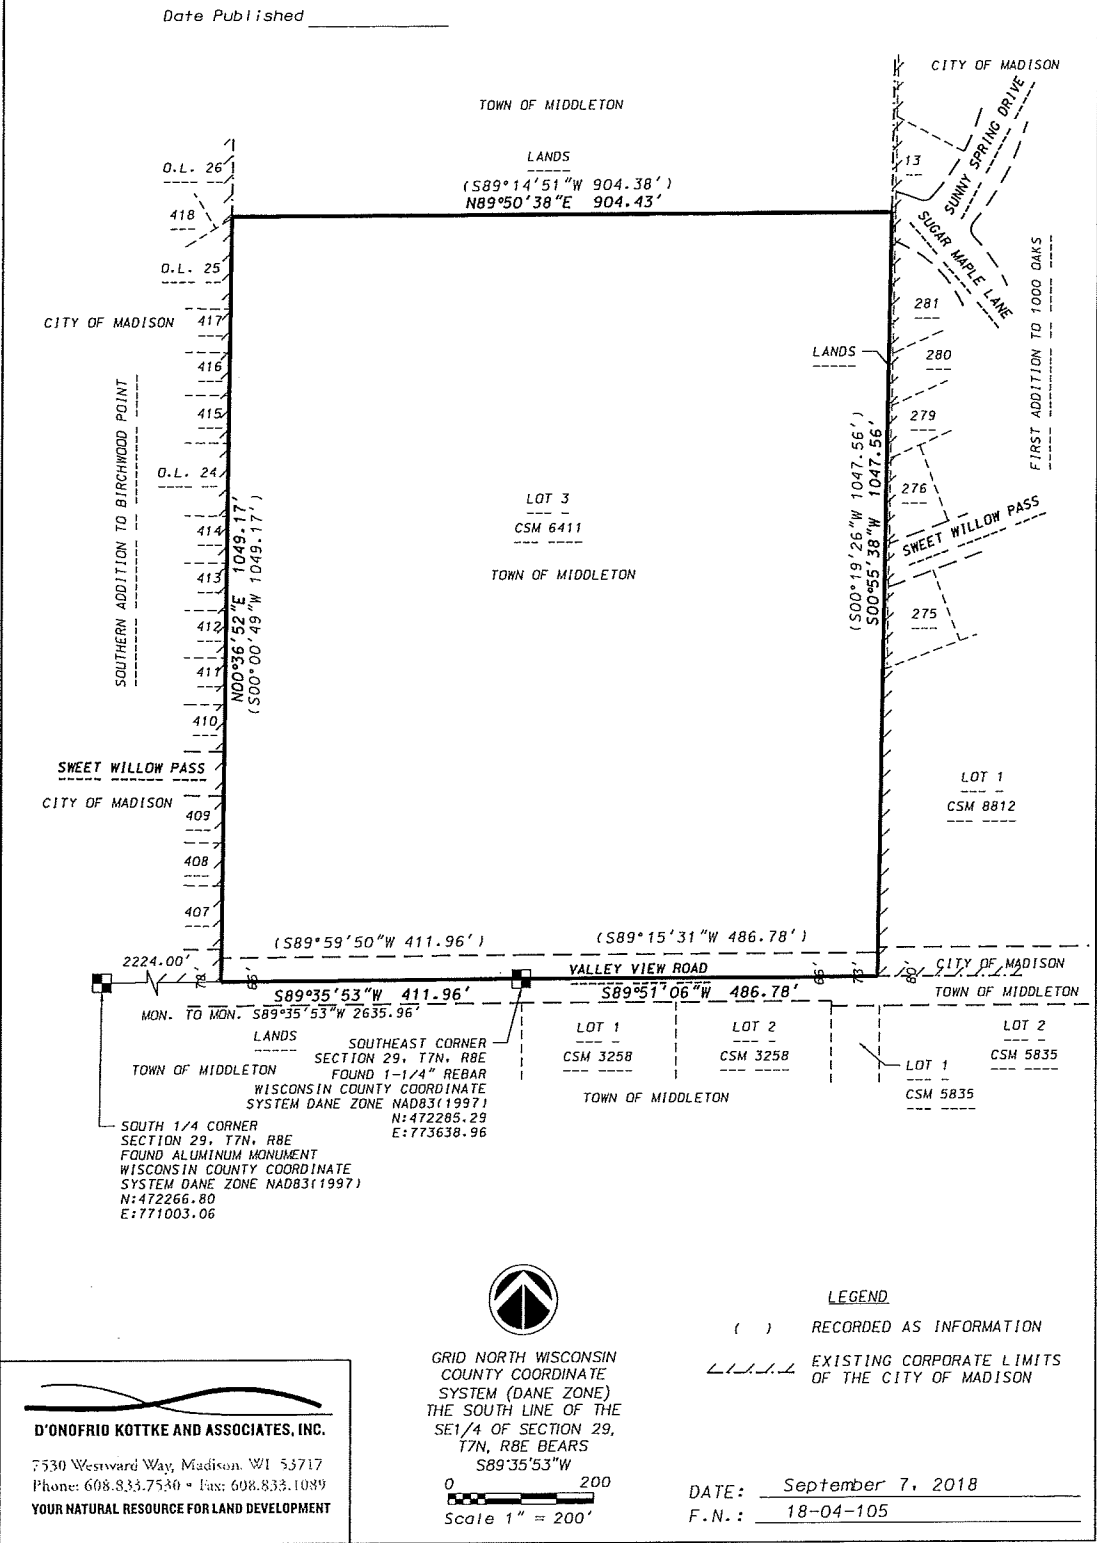 Date Published
CITY OF MADISON
TOWN OF MIDDLETON
SUNNY SPRING DRIVE
LANDS
(S89°14'51"W 904.38')
N89°50'38"E 904.43'
O.L. 26
13
418
SUGAR MAPLE LANE
O.L. 25
FIRST ADDITION TO 1000 OAKS
281
CITY OF MADISON
417
LANDS
280
416
SOUTHERN ADDITION TO BIRCHWOOD POINT
415
279
O.L. 24
(S00°19'26"W 1047.56')
S00°55'38"W 1047.56'
276
N00°36'52"E 1049.17'
(S00°00'49"W 1049.17')
LOT 3
CSM 6411
TOWN OF MIDDLETON
414
SWEET WILLOW PASS
413
412
275
411
410
SWEET WILLOW PASS
CITY OF MADISON
LOT 1
CSM 8812
409
408
407
(S89°59'50"W 411.96')
(S89°15'31"W 486.78')
2224.00'
78'
66'
VALLEY VIEW ROAD
66'
73'
80'
CITY OF MADISON
TOWN OF MIDDLETON
S89°35'53"W 411.96'
S89°51'06"W 486.78'
MON. TO MON. S89°35'53"W 2635.96'
LANDS
TOWN OF MIDDLETON
SOUTHEAST CORNER
SECTION 29, T7N, R8E
FOUND 1-1/4" REBAR
WISCONSIN COUNTY COORDINATE
SYSTEM DANE ZONE NAD83(1997)
N:472285.29
E:773638.96
LOT 1
CSM 3258
LOT 2
CSM 3258
TOWN OF MIDDLETON
LOT 1
CSM 5835
LOT 2
CSM 5835
SOUTH 1/4 CORNER
SECTION 29, T7N, R8E
FOUND ALUMINUM MONUMENT
WISCONSIN COUNTY COORDINATE
SYSTEM DANE ZONE NAD83(1997)
N:472266.80
E:771003.06
GRID NORTH WISCONSIN
COUNTY COORDINATE
SYSTEM (DANE ZONE)
THE SOUTH LINE OF THE
SE1/4 OF SECTION 29,
T7N, R8E BEARS
S89°35'53"W
0 200
Scale 1" = 200'
LEGEND
( ) RECORDED AS INFORMATION
EXISTING CORPORATE LIMITS
OF THE CITY OF MADISON
D'ONOFRIO KOTTKE AND ASSOCIATES, INC.
7530 Westward Way, Madison, WI 53717
Phone: 608.833.7530 • Fax: 608.833.1089
YOUR NATURAL RESOURCE FOR LAND DEVELOPMENT
DATE: September 7, 2018
F.N.: 18-04-105